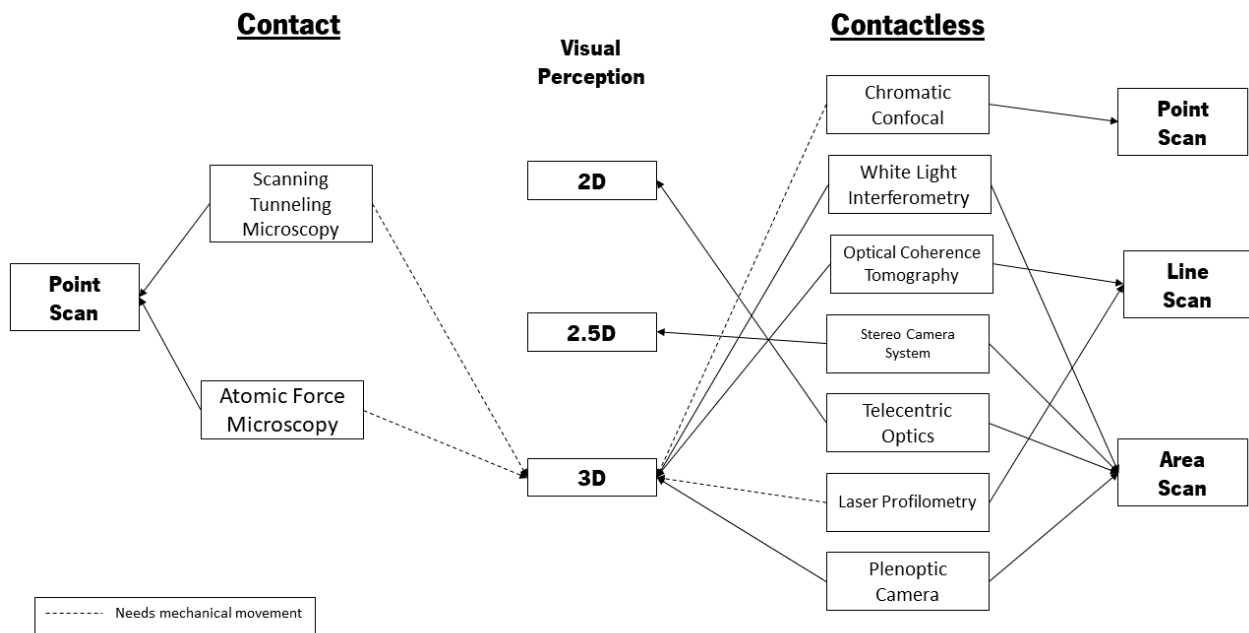 Contact
Visual
Perception
Contactless
Point
Scan
Scanning
Tunneling
Microscopy
Atomic Force
Microscopy
2D
2.5D
3D
Chromatic
Confocal
White Light
Interferometry
Optical Coherence
Tomography
Stereo Camera
System
Telecentric
Optics
Laser Profilometry
Plenoptic
Camera
Point
Scan
Line
Scan
Area
Scan
Needs mechanical movement